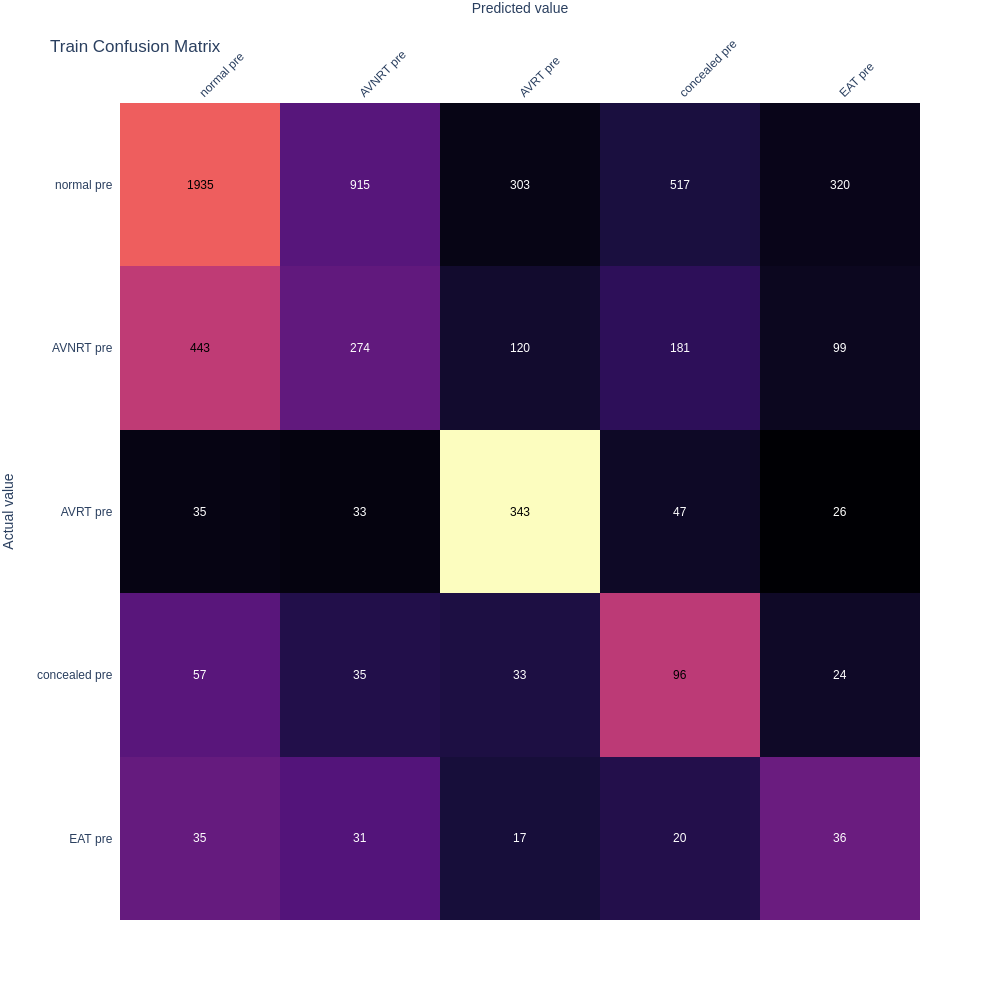 Predicted value
Train Confusion Matrix
normal pre AVNRT pre AVRT pre concealed pre EAT pre
normal pre 1935 915 303 517 320
AVNRT pre 443 274 120 181 99
AVRT pre 35 33 343 47 26
concealed pre 57 35 33 96 24
EAT pre 35 31 17 20 36
Actual value